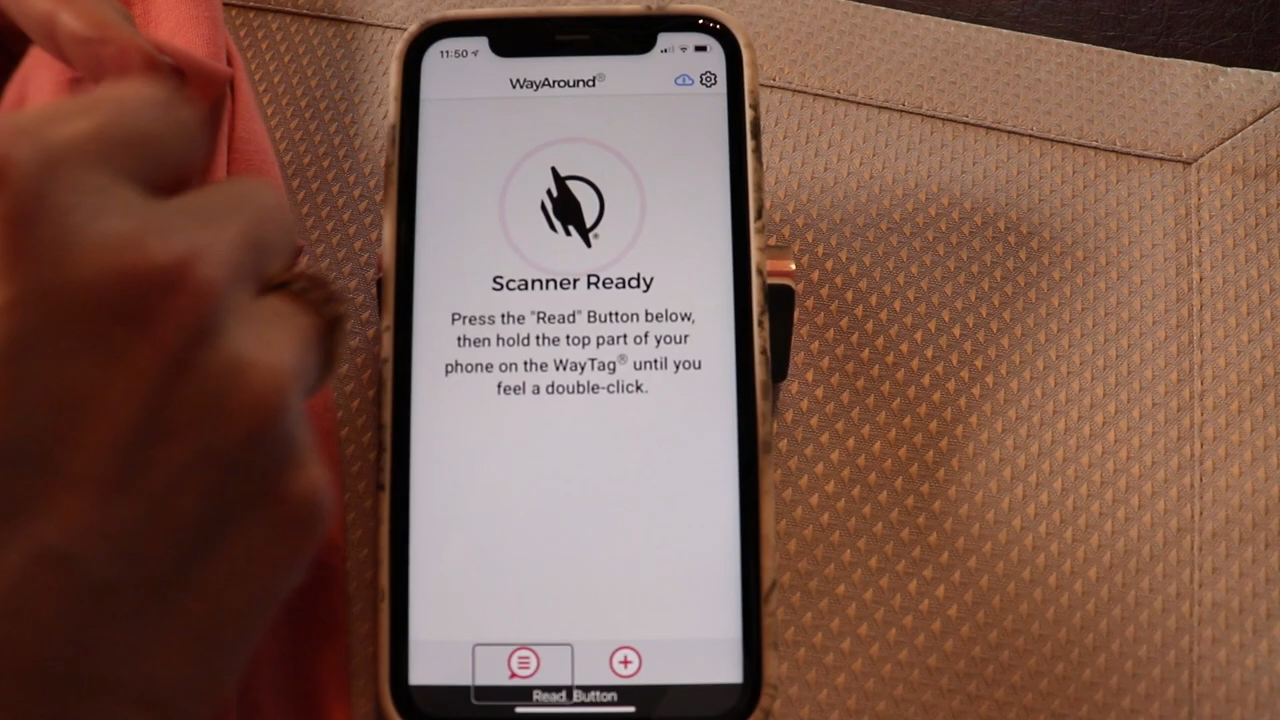 11:50
WayAround®
Scanner Ready
Press the "Read" Button below,
then hold the top part of your
phone on the WayTag® until you
feel a double-click.
Read. Button